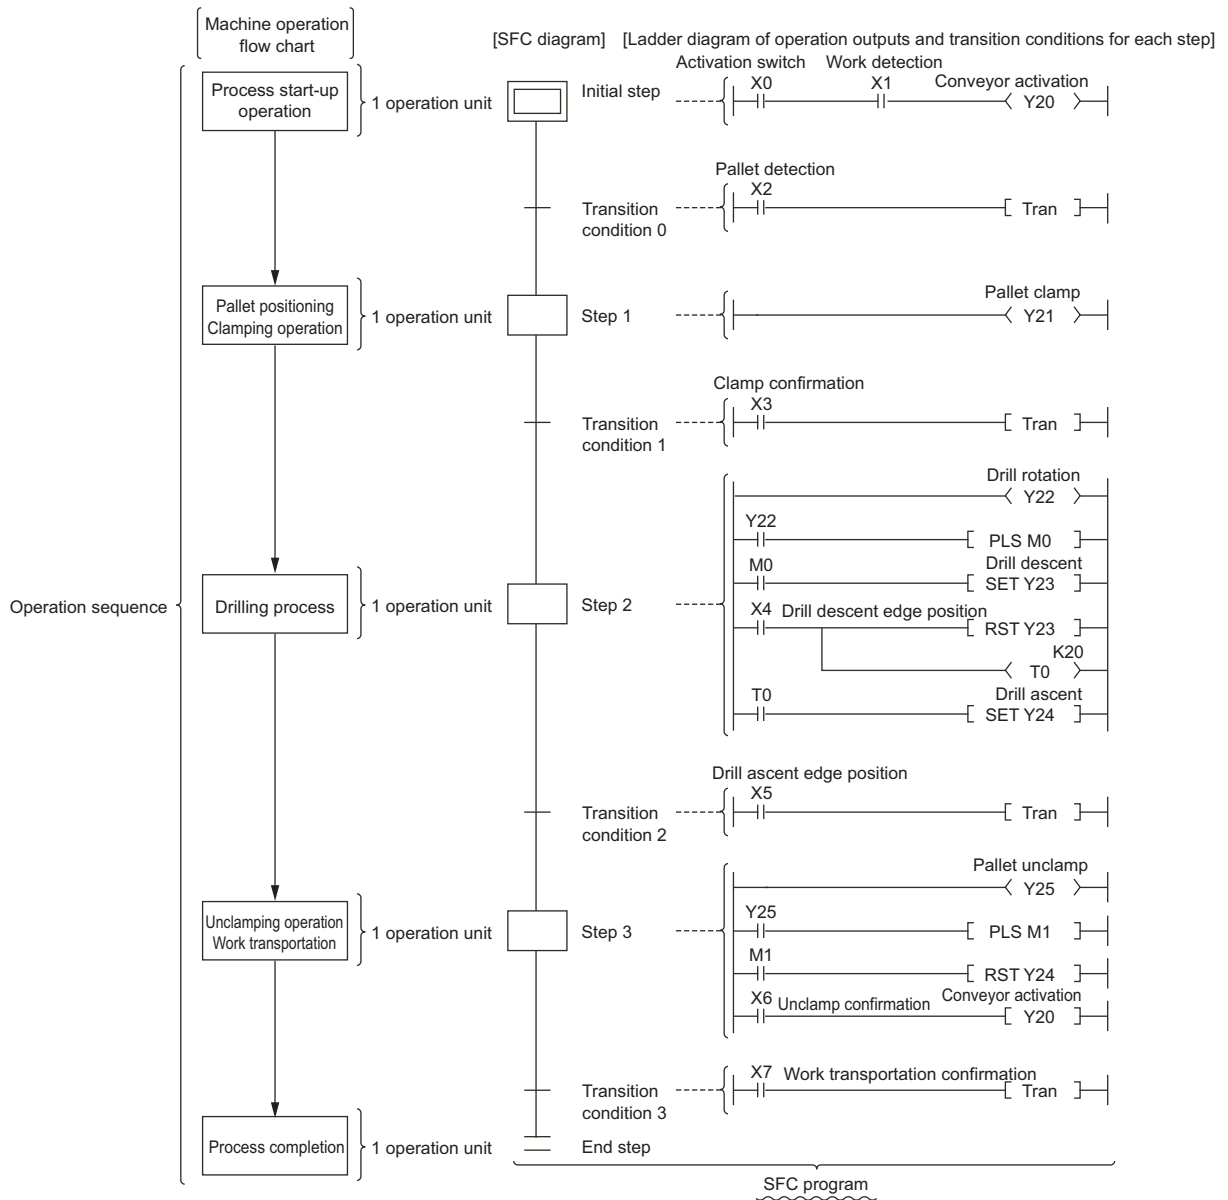 Machine operation
flow chart
[SFC diagram] [Ladder diagram of operation outputs and transition conditions for each step]
Operation sequence
Process start-up
operation
1 operation unit
Initial step
Activation switch
Work detection
Conveyor activation
X0
X1
Y20
Transition
condition 0
Pallet detection
X2
Tran
Pallet positioning
Clamping operation
1 operation unit
Step 1
Pallet clamp
Y21
Transition
condition 1
Clamp confirmation
X3
Tran
Drilling process
1 operation unit
Step 2
Drill rotation
Y22
Y22
PLS M0
Drill descent
M0
SET Y23
X4
Drill descent edge position
RST Y23
K20
T0
Drill ascent
T0
SET Y24
Transition
condition 2
Drill ascent edge position
X5
Tran
Unclamping operation
Work transportation
1 operation unit
Step 3
Pallet unclamp
Y25
Y25
PLS M1
M1
RST Y24
X6
Unclamp confirmation
Conveyor activation
Y20
Transition
condition 3
X7
Work transportation confirmation
Tran
Process completion
1 operation unit
End step
SFC program